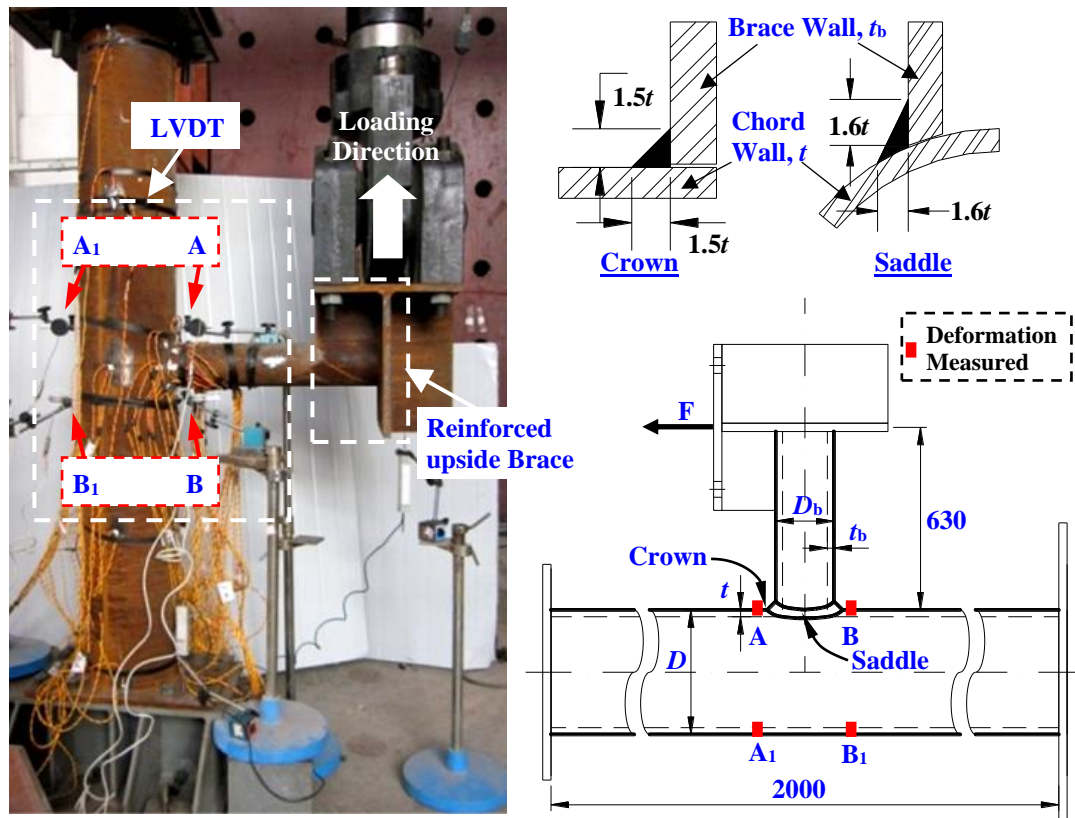 LVDT
Loading
Direction
A1
A
B1
B
Reinforced
upside Brace
Brace Wall, tb
1.5t
Chord
Wall, t
1.6t
1.5t
1.6t
Crown
Saddle
Deformation
Measured
F
Db
tb
630
Crown
t
A
B
Saddle
D
A1
B1
2000